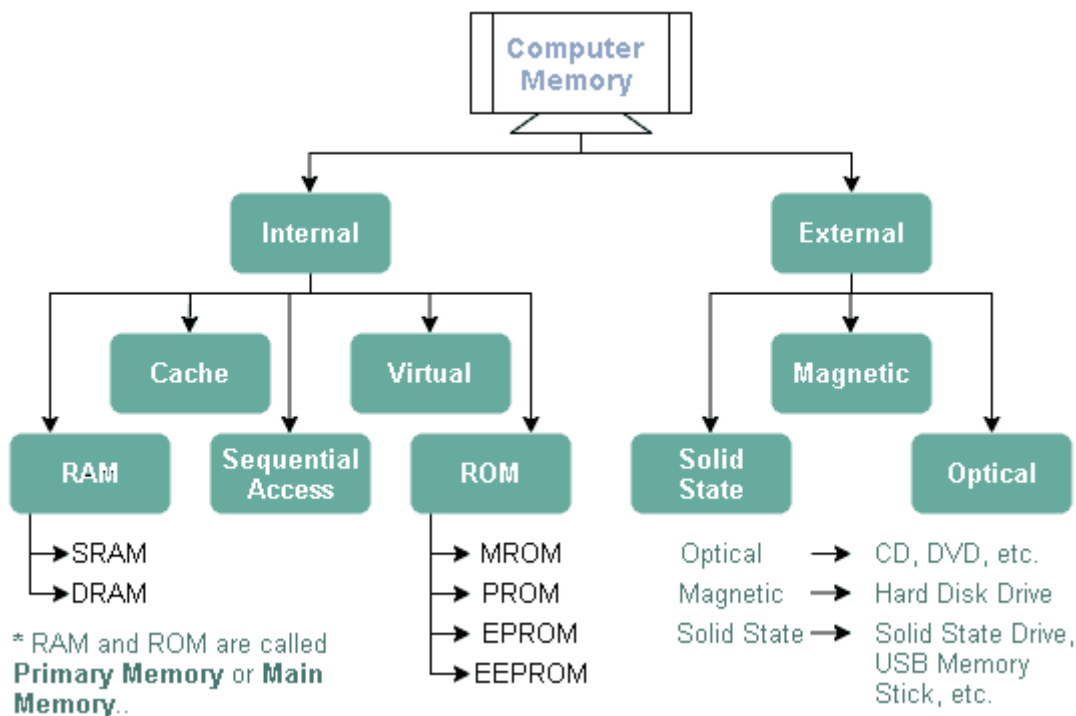 Computer
Memory
Internal
External
Cache
Virtual
Magnetic
RAM
Sequential
Access
ROM
Solid
State
Optical
SRAM
DRAM
MROM
PROM
EPROM
EEPROM
* RAM and ROM are called
Primary Memory or Main
Memory..
Optical CD, DVD, etc.
Magnetic Hard Disk Drive
Solid State Solid State Drive,
USB Memory
Stick, etc.